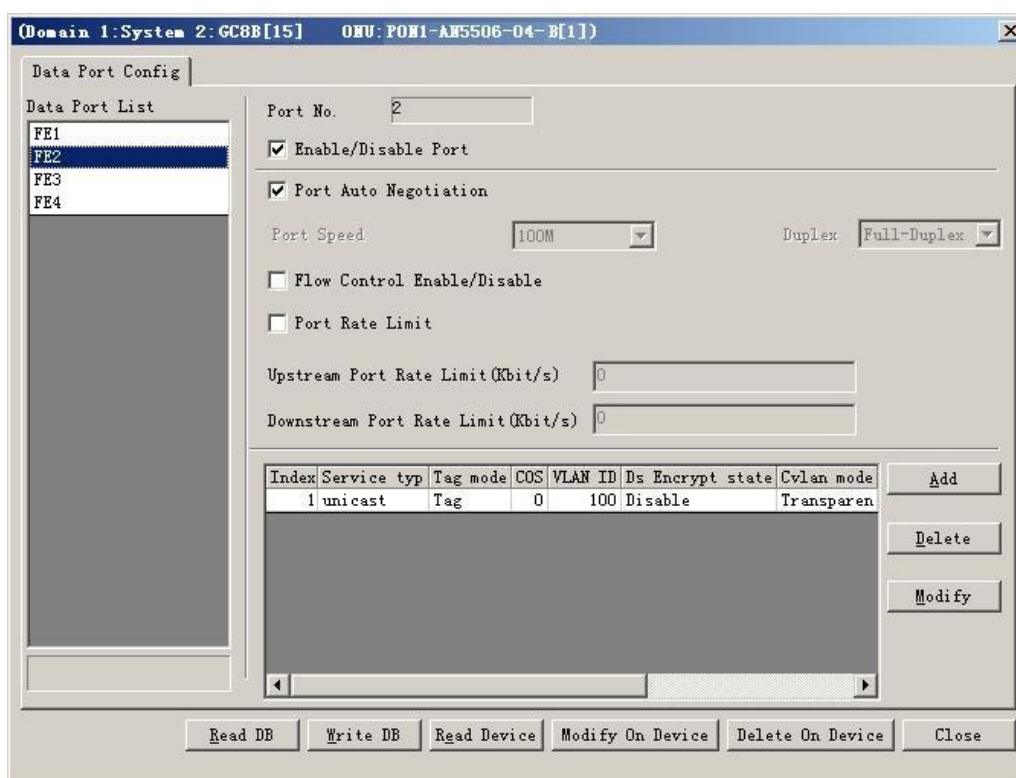 (Domain 1:System 2:GC8B[15] ONU:PON1-AN5506-04-B[1])
Data Port Config
Data Port List
FE1
FE2
FE3
FE4
Port No. 2
Enable/Disable Port
Port Auto Negotiation
Port Speed 100M Duplex Full-Duplex
Flow Control Enable/Disable
Port Rate Limit
Upstream Port Rate Limit(Kbit/s) 0
Downstream Port Rate Limit(Kbit/s) 0
Index Service typ Tag mode COS VLAN ID Ds Encrypt state Cvlan mode
1 unicast Tag 0 100 Disable Transparen
Add
Delete
Modify
Read DB Write DB Read Device Modify On Device Delete On Device Close